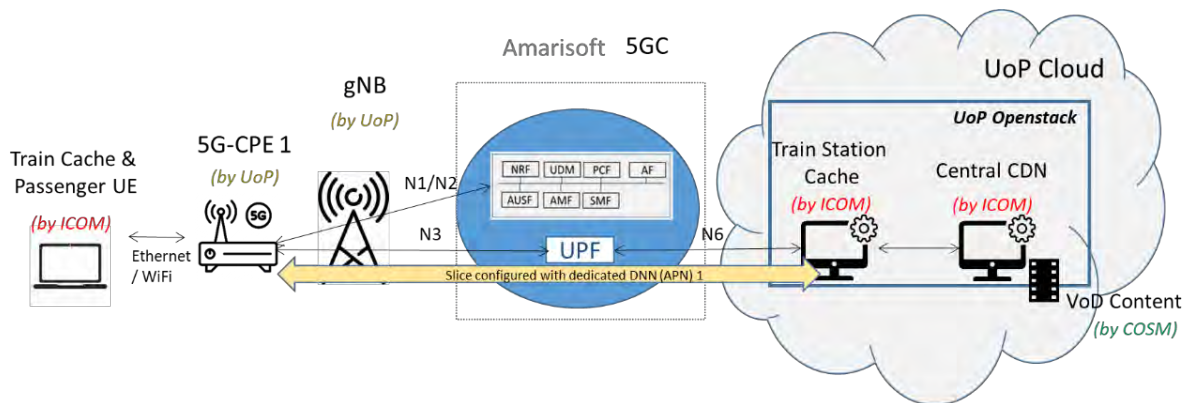 Train Cache &
Passenger UE
(by ICOM)
Ethernet
/ WiFi
5G-CPE 1
(by UoP)
5G
gNB
(by UoP)
N1/N2
N3
Amarisoft 5GC
NRF UDM PCF AF
AUSF AMF SMF
UPF
N6
Slice configured with dedicated DNN (APN) 1
UoP Cloud
UoP Openstack
Train Station
Cache
(by ICOM)
Central CDN
(by ICOM)
VoD Content
(by COSM)